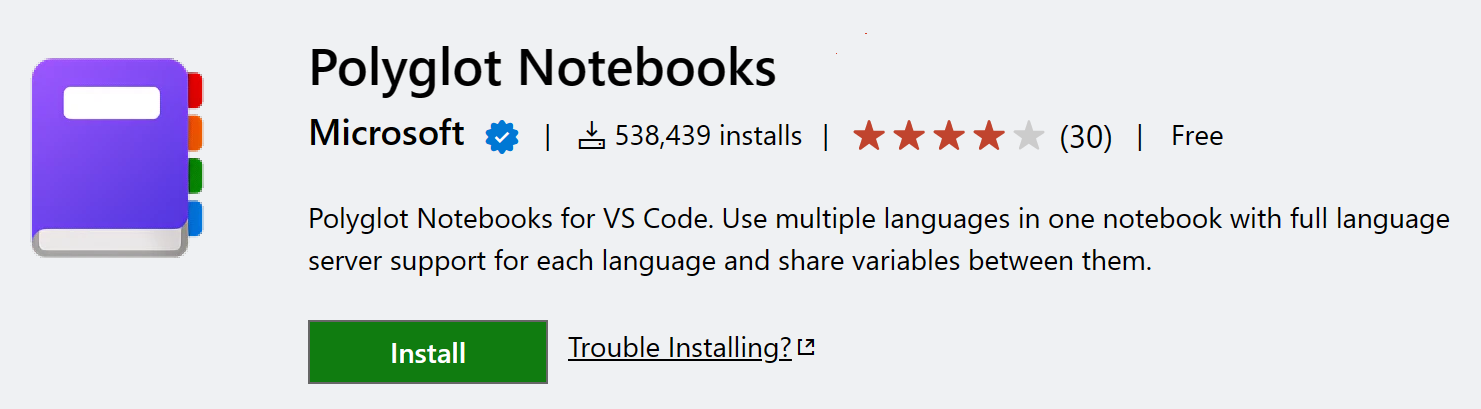 Polyglot Notebooks
Microsoft | 538,439 installs | (30) | Free
Polyglot Notebooks for VS Code. Use multiple languages in one notebook with full language
server support for each language and share variables between them.
Install Trouble Installing?